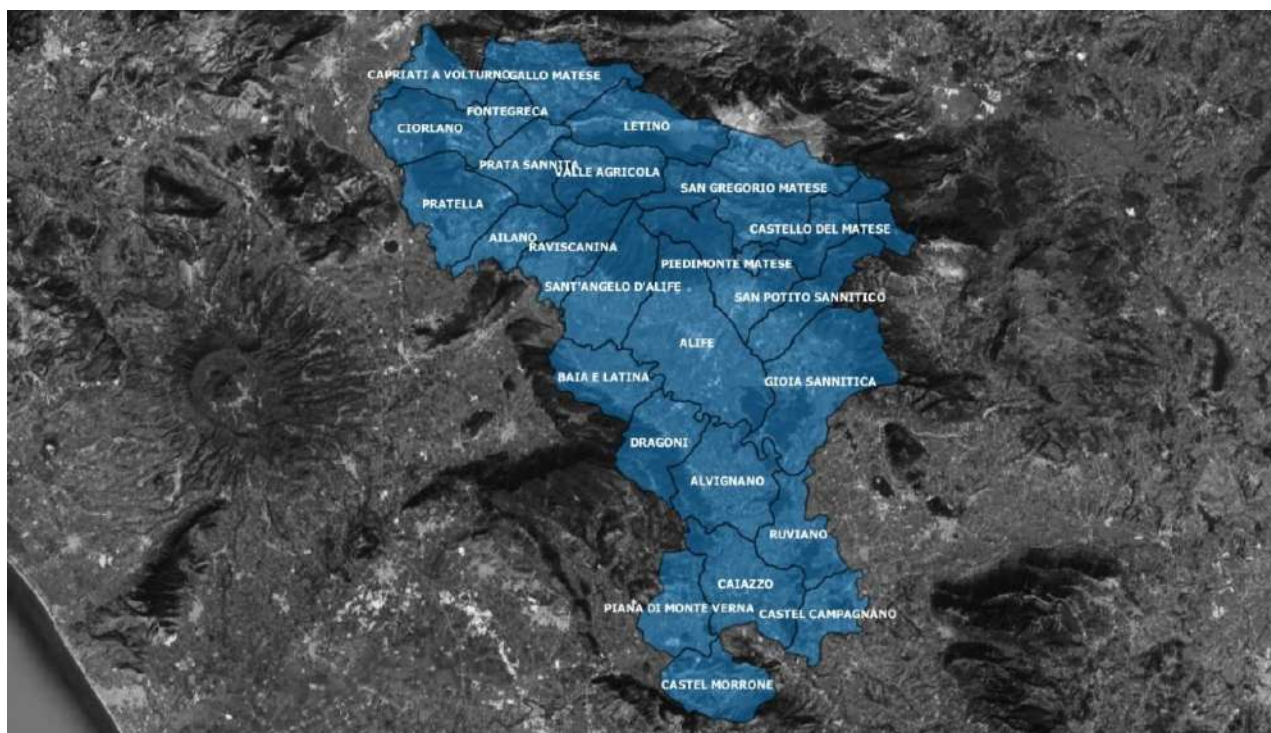 CAPRIATI A VOLTURNO
GALLO MATESE
FONTEGRECA
CIORLANO
LETINO
PRATA SANNITA
VALLE AGRICOLA
SAN GREGORIO MATESE
PRATELLA
CASTELLO DEL MATESE
AILANO
RAVISCANINA
PIEDIMONTE MATESE
SANT'ANGELO D'ALIFE
SAN POTITO SANNITICO
ALIFE
BAIA E LATINA
GIOIA SANNITICA
DRAGONI
ALVIGNANO
RUVIANO
CAIAZZO
PIANA DI MONTE VERNA
CASTEL CAMPAGNANO
CASTEL MORRONE